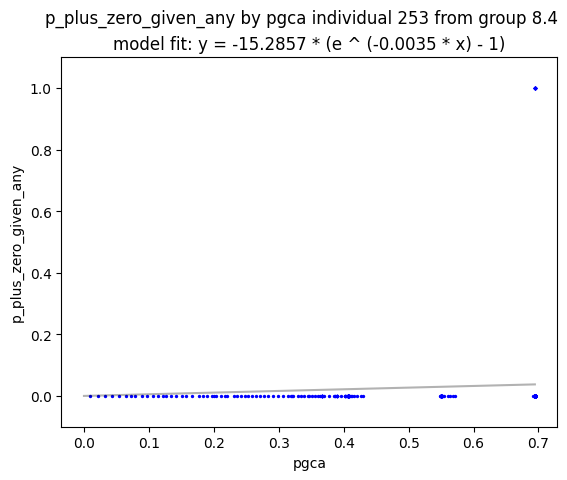 p_plus_zero_given_any by pgca individual 253 from group 8.4
model fit: y = -15.2857 * (e ^ (-0.0035 * x) - 1)
1.0
0.8
0.6
0.4
0.2
0.0
p_plus_zero_given_any
0.0 0.1 0.2 0.3 0.4 0.5 0.6 0.7
pgca